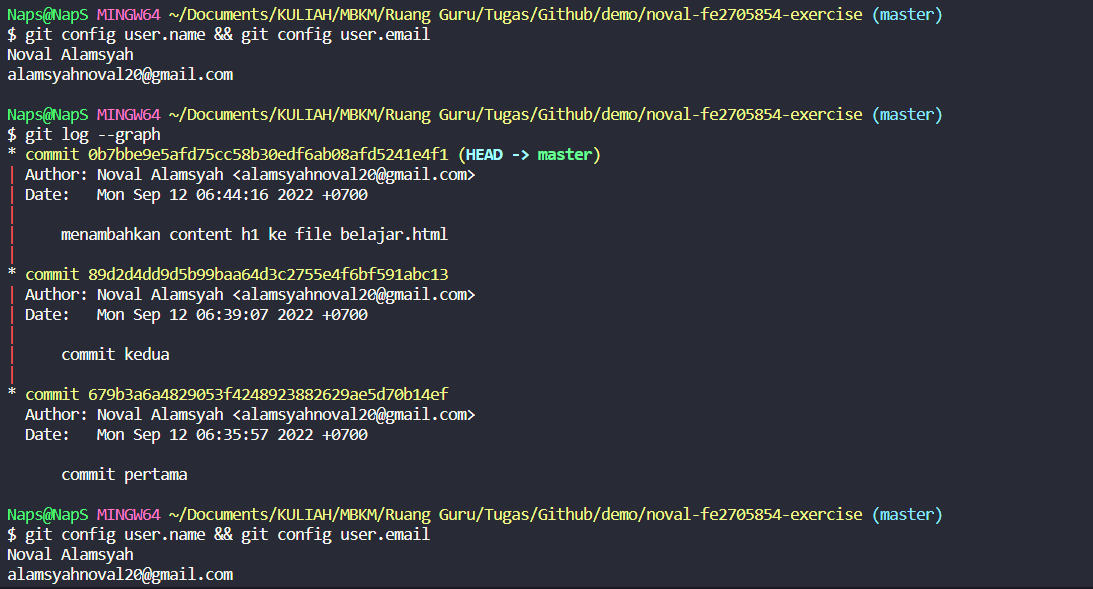 Naps@NapS MINGW64 ~/Documents/KULIAH/MBKM/Ruang Guru/Tugas/Github/demo/noval-fe2705854-exercise (master)
$ git config user.name && git config user.email
Noval Alamsyah
alamsyahnoval20@gmail.com
Naps@NapS MINGW64 ~/Documents/KULIAH/MBKM/Ruang Guru/Tugas/Github/demo/noval-fe2705854-exercise (master)
$ git log --graph
* commit 0b7bbe9e5afd75cc58b30edf6ab08afd5241e4f1 (HEAD -> master)
| Author: Noval Alamsyah <alamsyahnoval20@gmail.com>
| Date:   Mon Sep 12 06:44:16 2022 +0700
|
|     menambahkan content h1 ke file belajar.html
|
* commit 89d2d4dd9d5b99baa64d3c2755e4f6bf591abc13
| Author: Noval Alamsyah <alamsyahnoval20@gmail.com>
| Date:   Mon Sep 12 06:39:07 2022 +0700
|
|     commit kedua
|
* commit 679b3a6a4829053f4248923882629ae5d70b14ef
  Author: Noval Alamsyah <alamsyahnoval20@gmail.com>
  Date:   Mon Sep 12 06:35:57 2022 +0700
      commit pertama
Naps@NapS MINGW64 ~/Documents/KULIAH/MBKM/Ruang Guru/Tugas/Github/demo/noval-fe2705854-exercise (master)
$ git config user.name && git config user.email
Noval Alamsyah
alamsyahnoval20@gmail.com